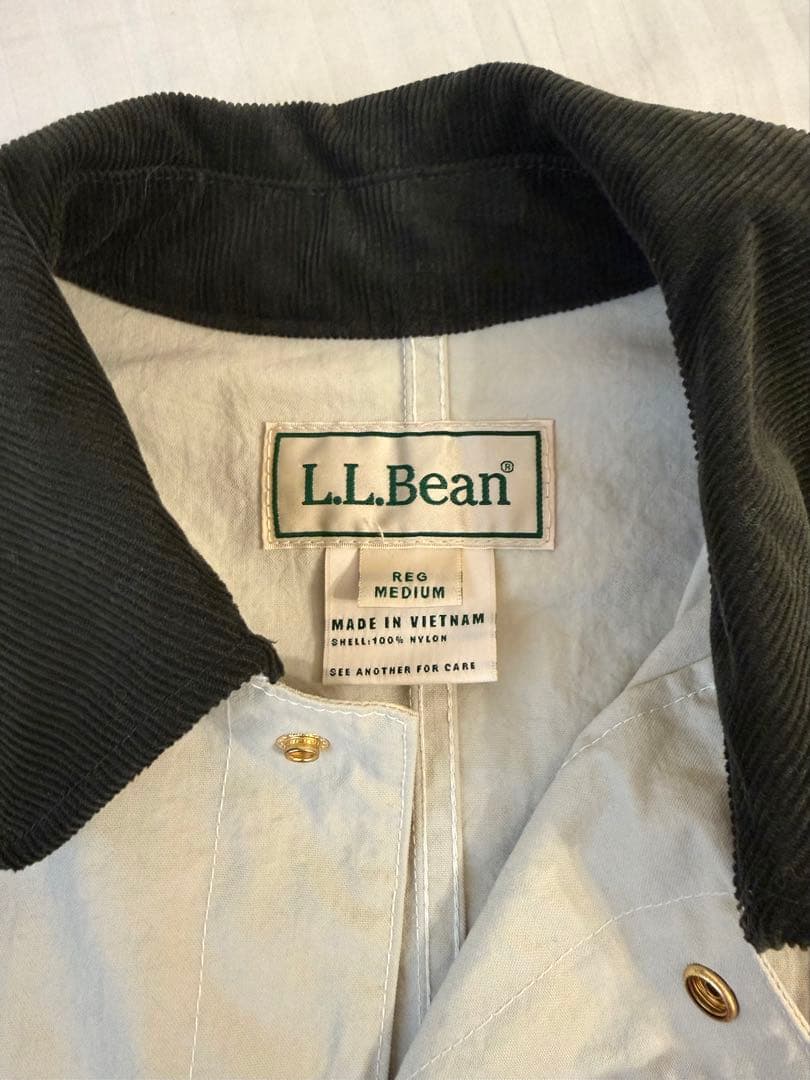 L.L.Bean®
REG
MEDIUM
MADE IN VIETNAM
SHELL:100% NYLON
SEE ANOTHER FOR CARE